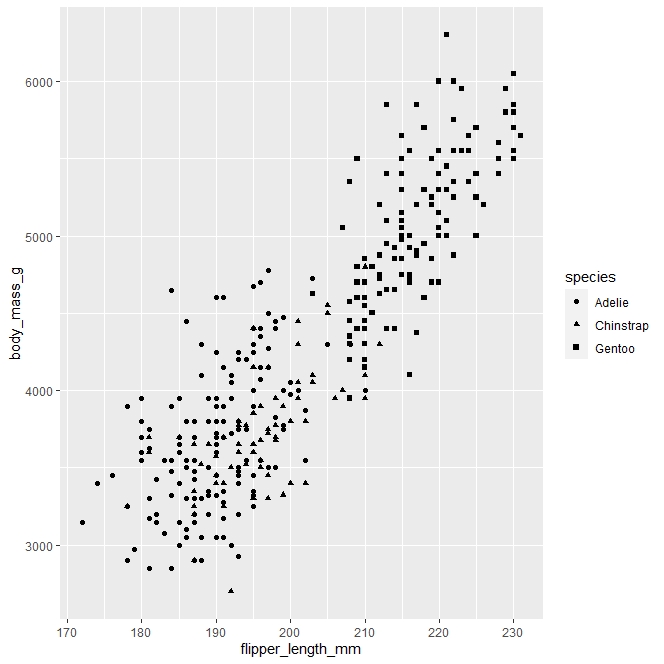 6000
5000
4000
3000
body_mass_g
170 180 190 200 210 220 230
flipper_length_mm
species
Adelie
Chinstrap
Gentoo